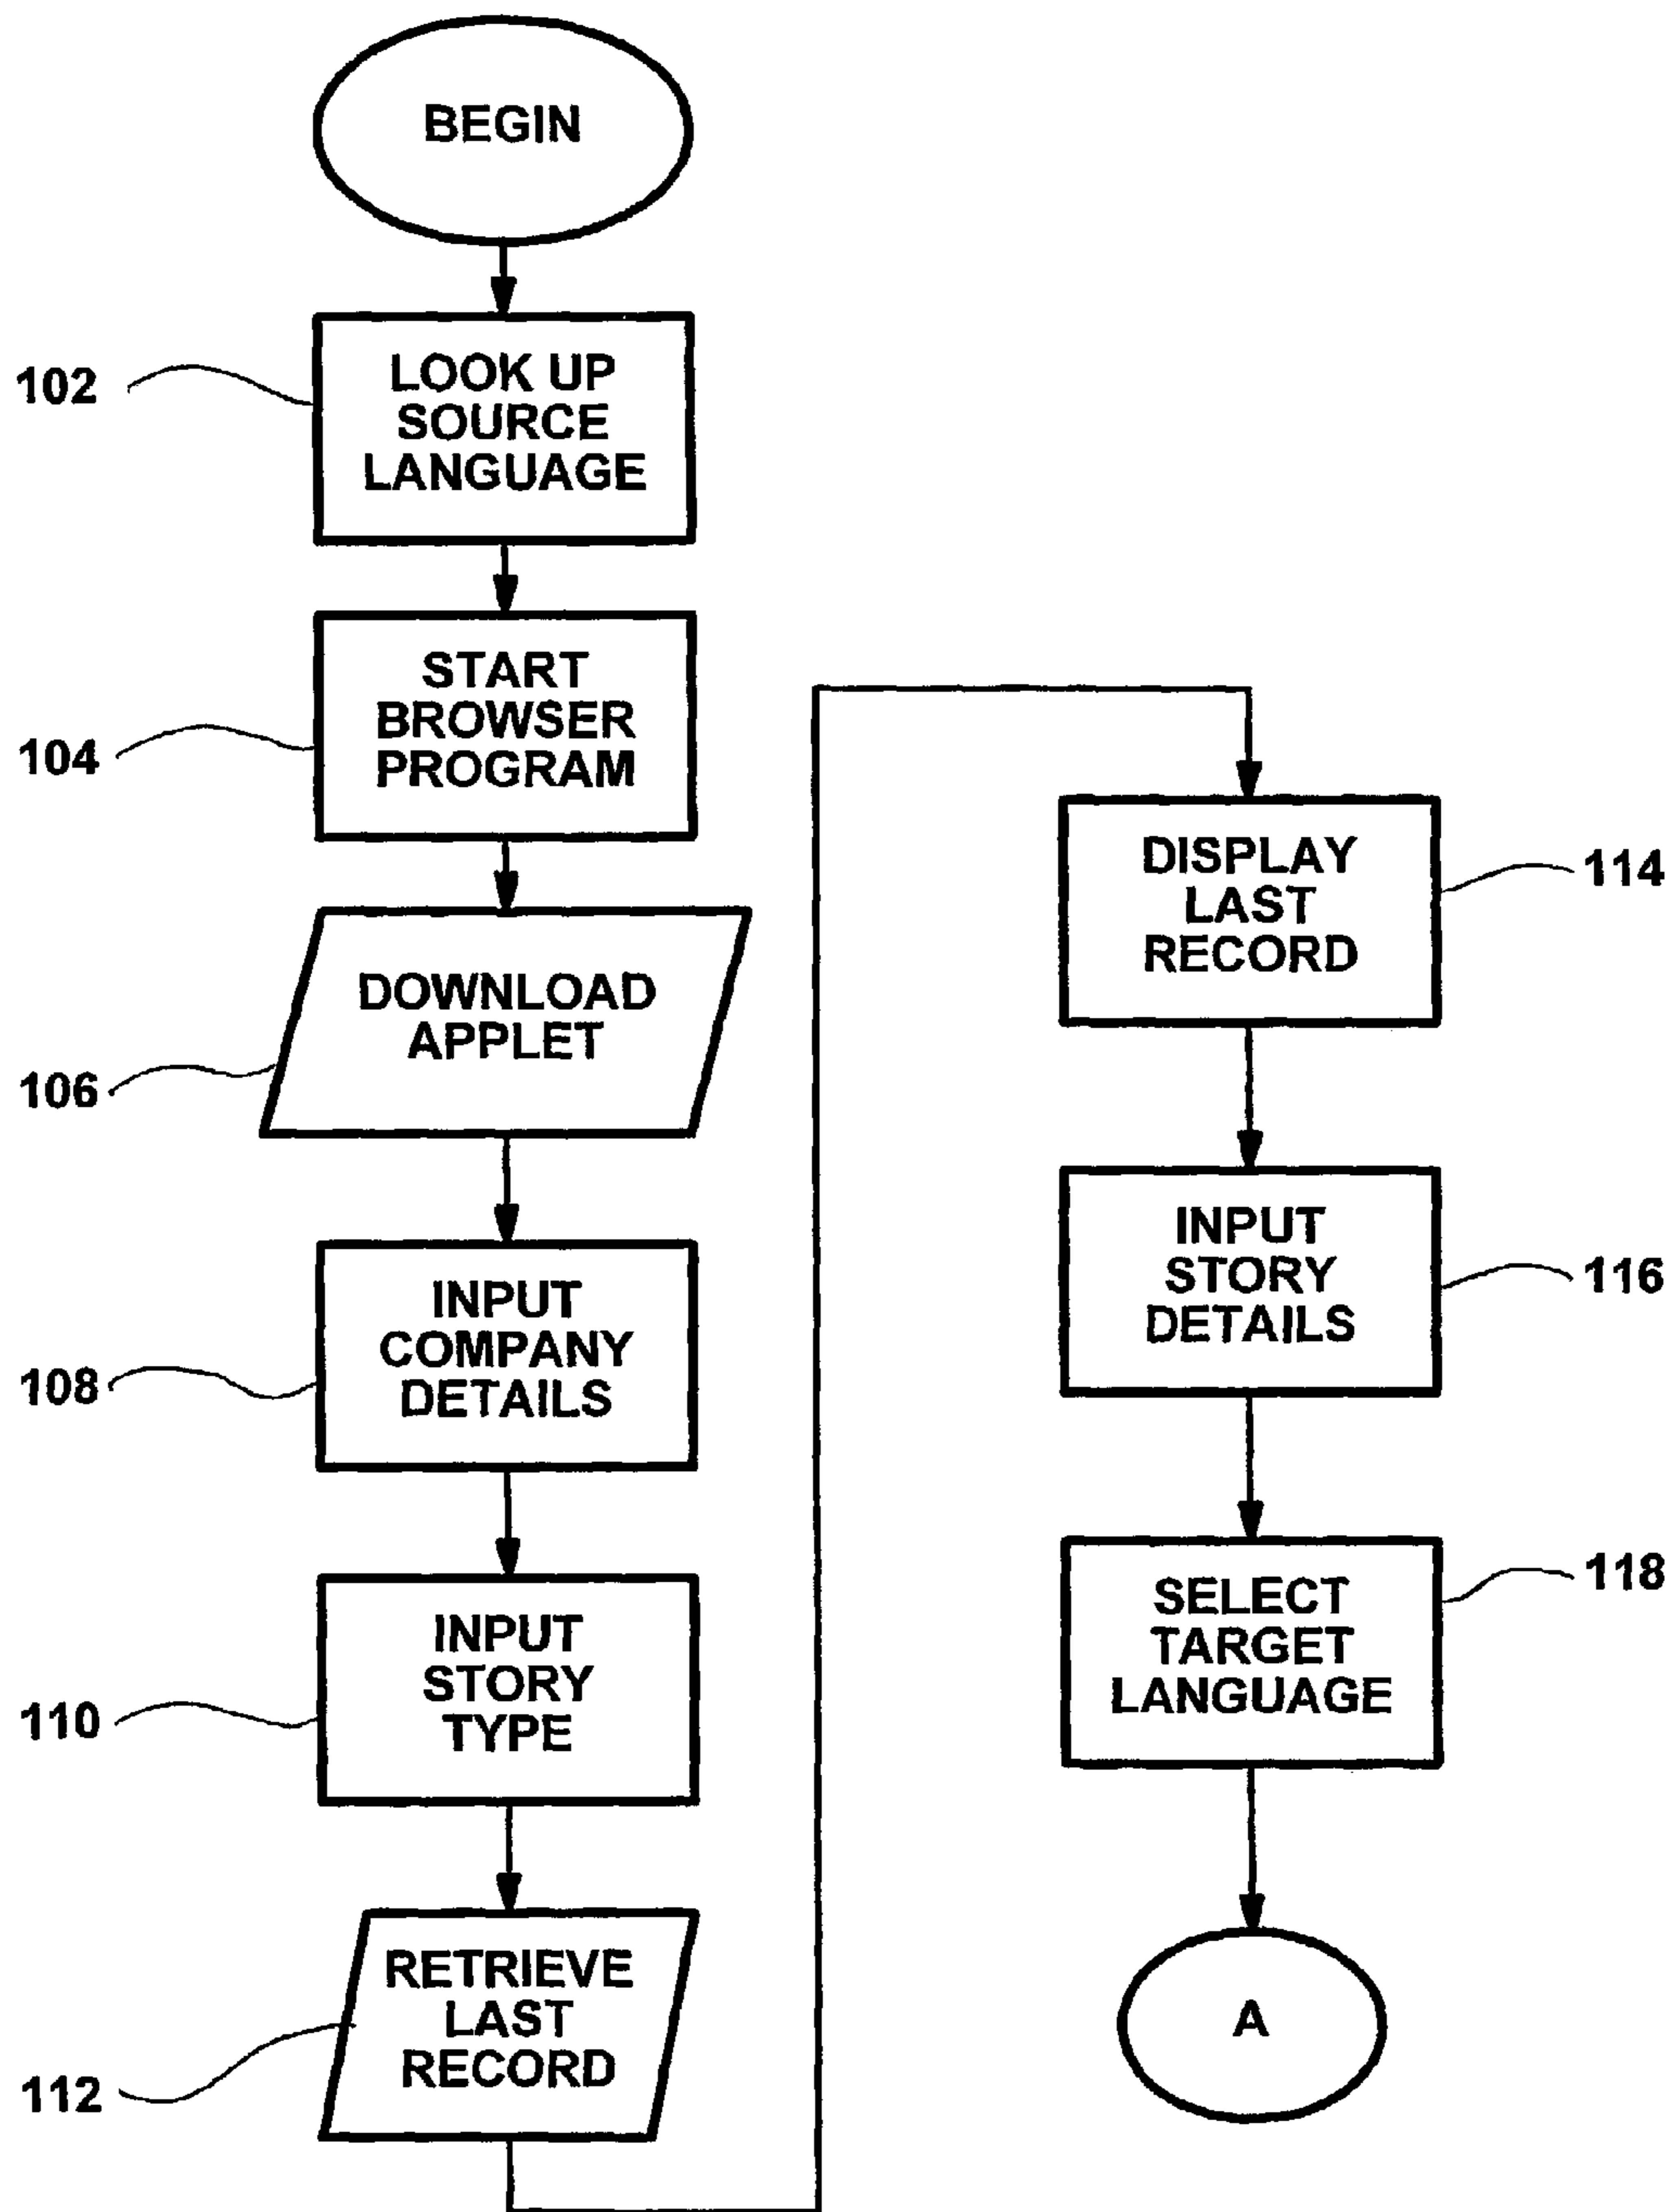 BEGIN
102
LOOK UP
SOURCE
LANGUAGE
104
START
BROWSER
PROGRAM
106
DOWNLOAD
APPLET
108
INPUT
COMPANY
DETAILS
110
INPUT
STORY
TYPE
112
RETRIEVE
LAST
RECORD
DISPLAY
LAST
RECORD
114
INPUT
STORY
DETAILS
116
SELECT
TARGET
LANGUAGE
118
A